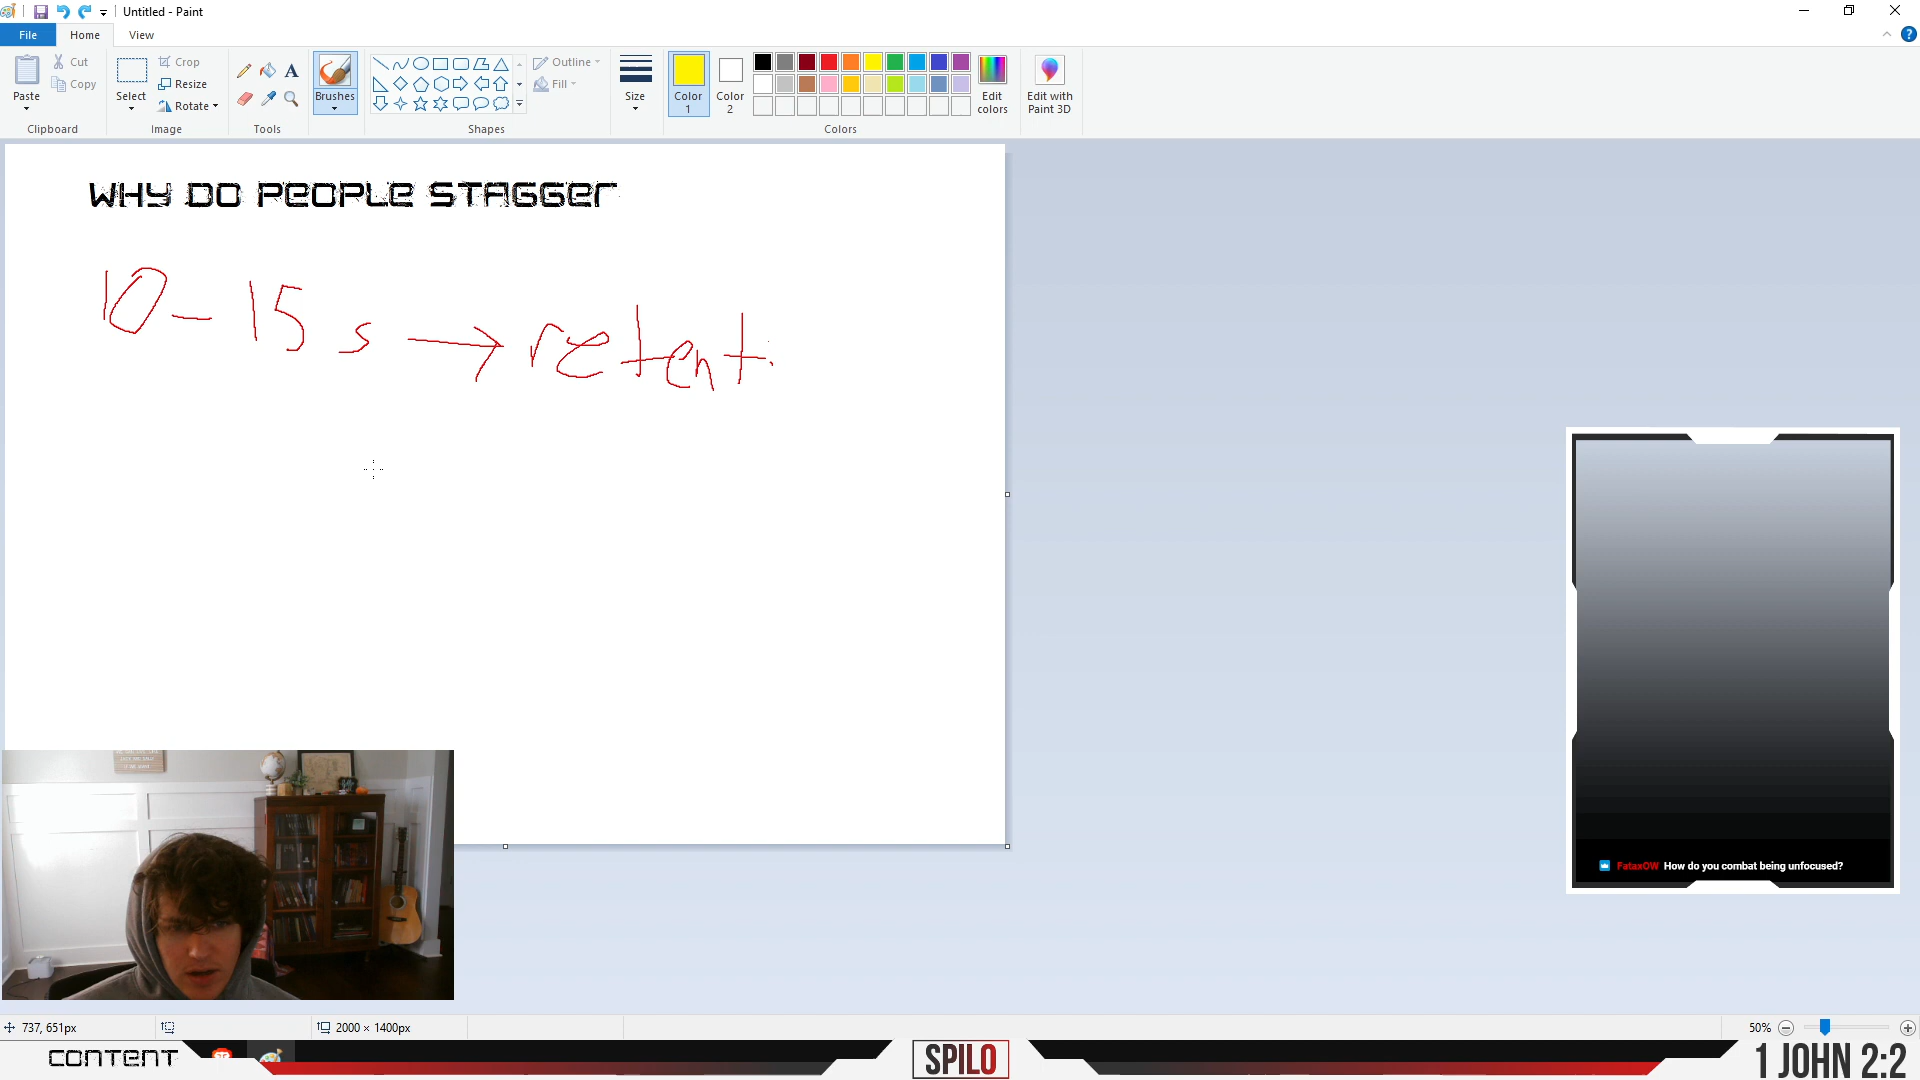 Untitled - Paint
File
Home
View
Paste
Cut
Copy
Clipboard
Select
Crop
Resize
Rotate
Image
Tools
Brushes
Shapes
Outline
Fill
Size
Color
1
Color
2
Colors
Edit
colors
Edit with
Paint 3D
WHY DO PEOPLE STAGGER
10 - 15 s → retenti
FataxOW How do you combat being unfocused?
737, 651px
2000 × 1400px
50%
CONTENT
SPILO
1 JOHN 2:2